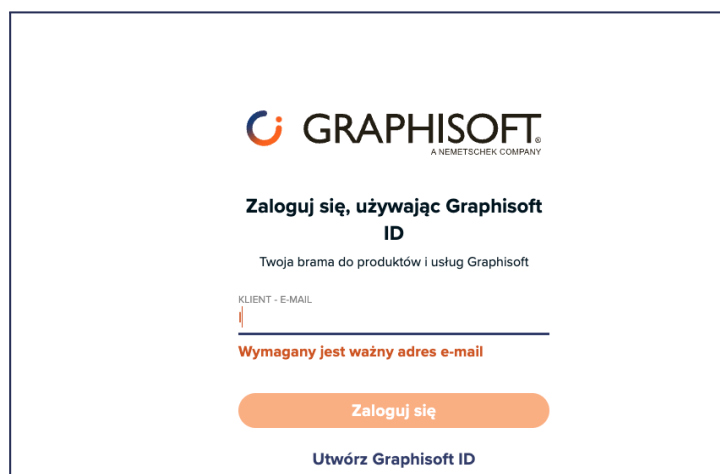 GRAPHISOFT®
A NEMETSCHEK COMPANY
Zaloguj się, używając Graphisoft
ID
Twoja brama do produktów i usług Graphisoft
KLIENT - E-MAIL
l
Wymagany jest ważny adres e-mail
Zaloguj się
Utwórz Graphisoft ID